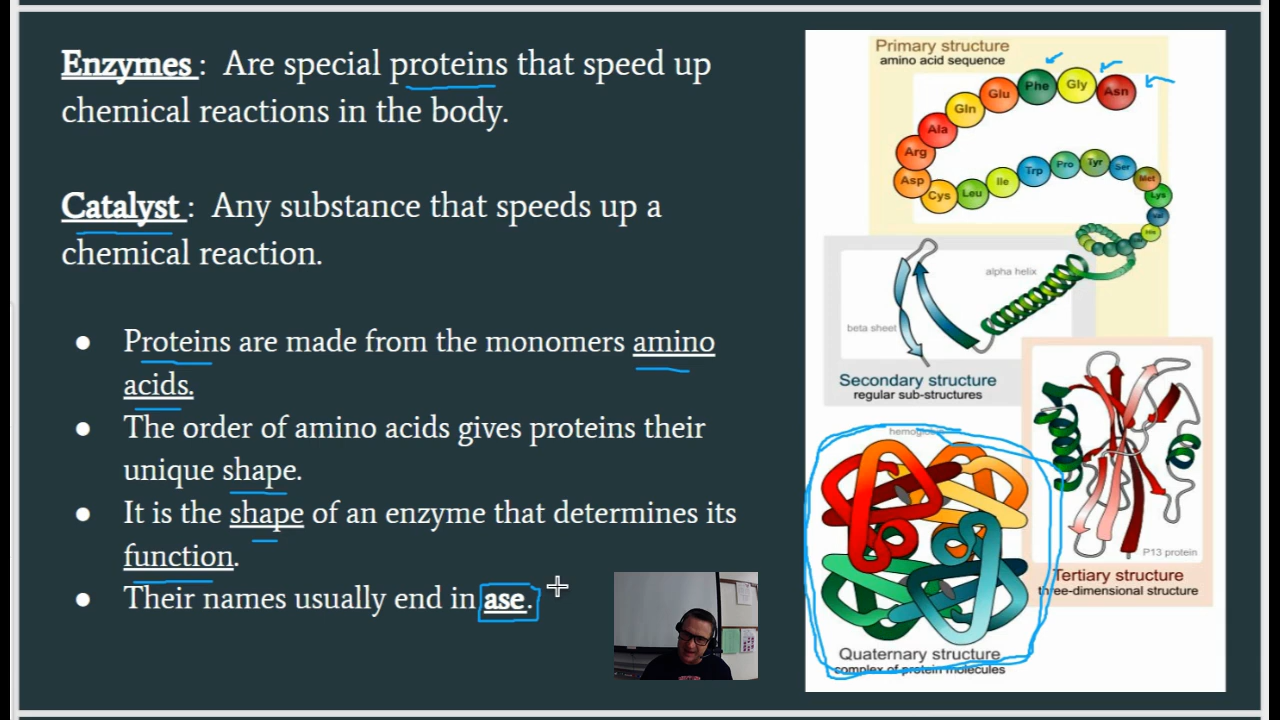 Enzymes : Are special proteins that speed up
chemical reactions in the body.
Catalyst : Any substance that speeds up a
chemical reaction.
● Proteins are made from the monomers amino
acids.
● The order of amino acids gives proteins their
unique shape.
● It is the shape of an enzyme that determines its
function.
● Their names usually end in ase.
Primary structure
amino acid sequence
Asn
Gly
Phe
Glu
Gln
Ala
Arg
Asp
Cys
Leu
Ile
Trp
Pro
Tyr
Ser
Met
Lys
Val
alpha helix
beta sheet
Secondary structure
regular sub-structures
P13 protein
Tertiary structure
three-dimensional structure
Quaternary structure
complex of protein molecules